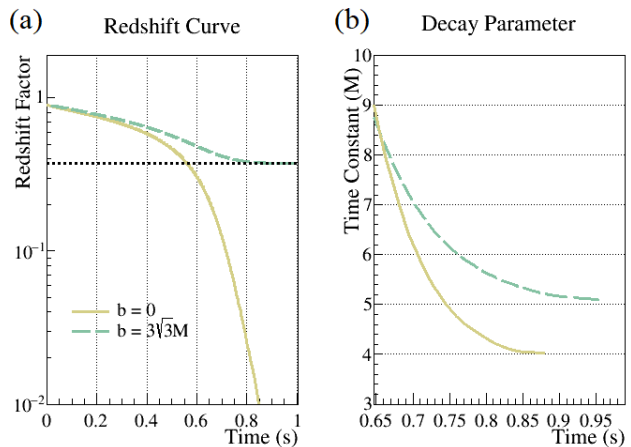 (a)
Redshift Curve
Redshift Factor
1
10⁻¹
10⁻²
b = 0
b = 3√3M
0 0.2 0.4 0.6 0.8 1
Time (s)
(b)
Decay Parameter
Time Constant (M)
10
9
8
7
6
5
4
3
0.65 0.7 0.75 0.8 0.85 0.9 0.95
Time (s)